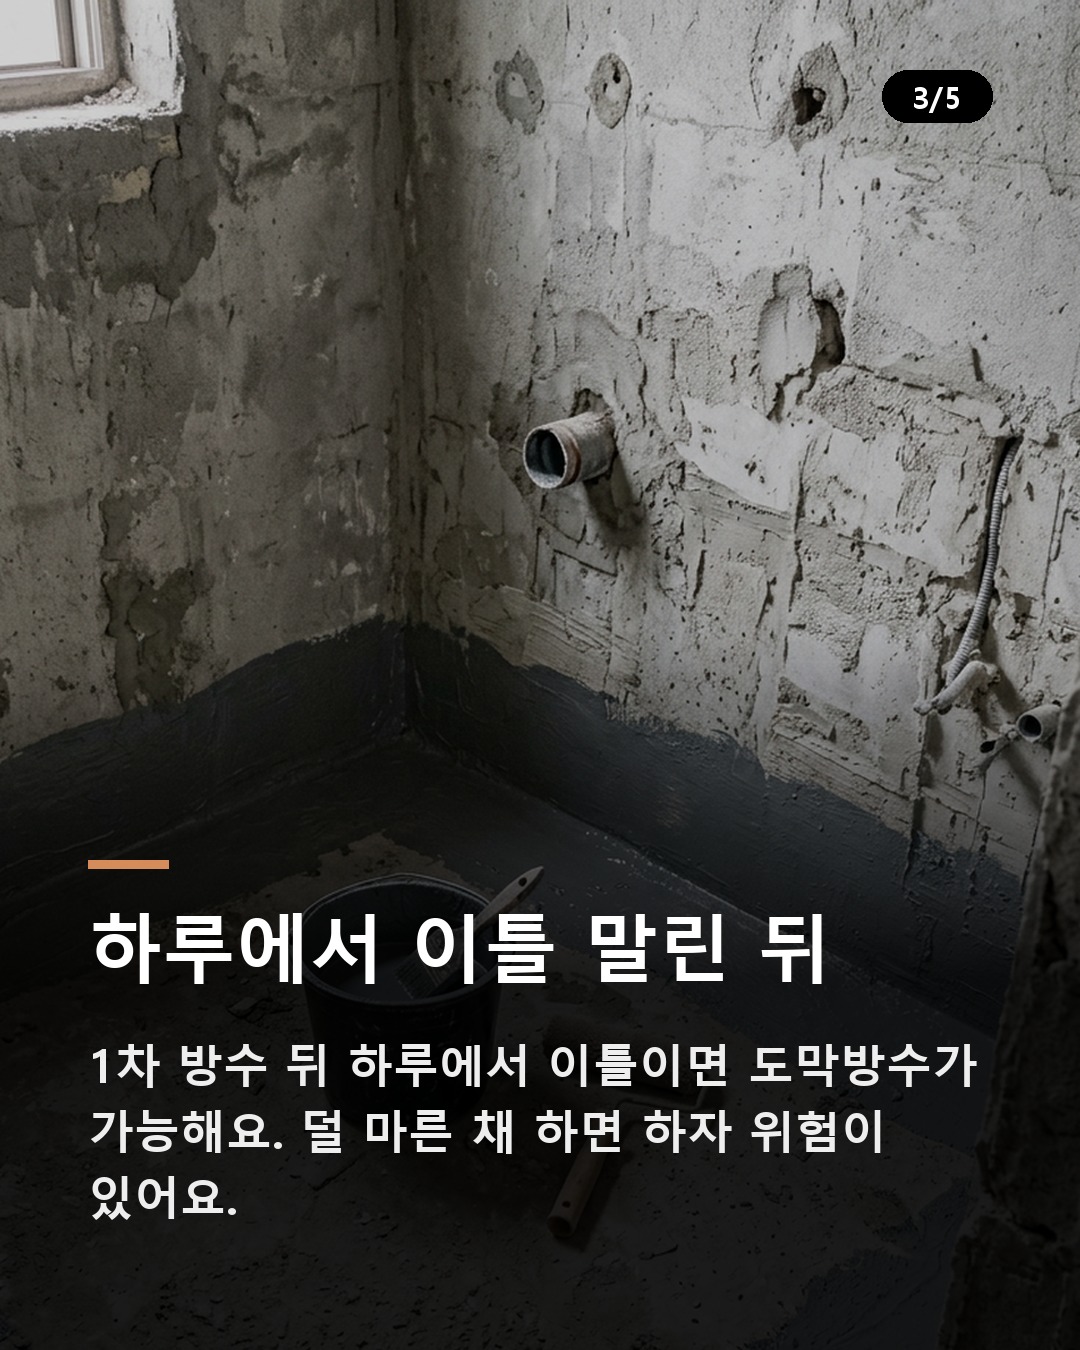 3/5
하루에서 이틀 말린 뒤
1차 방수 뒤 하루에서 이틀이면 도막방수가
가능해요. 덜 마른 채 하면 하자 위험이
있어요.